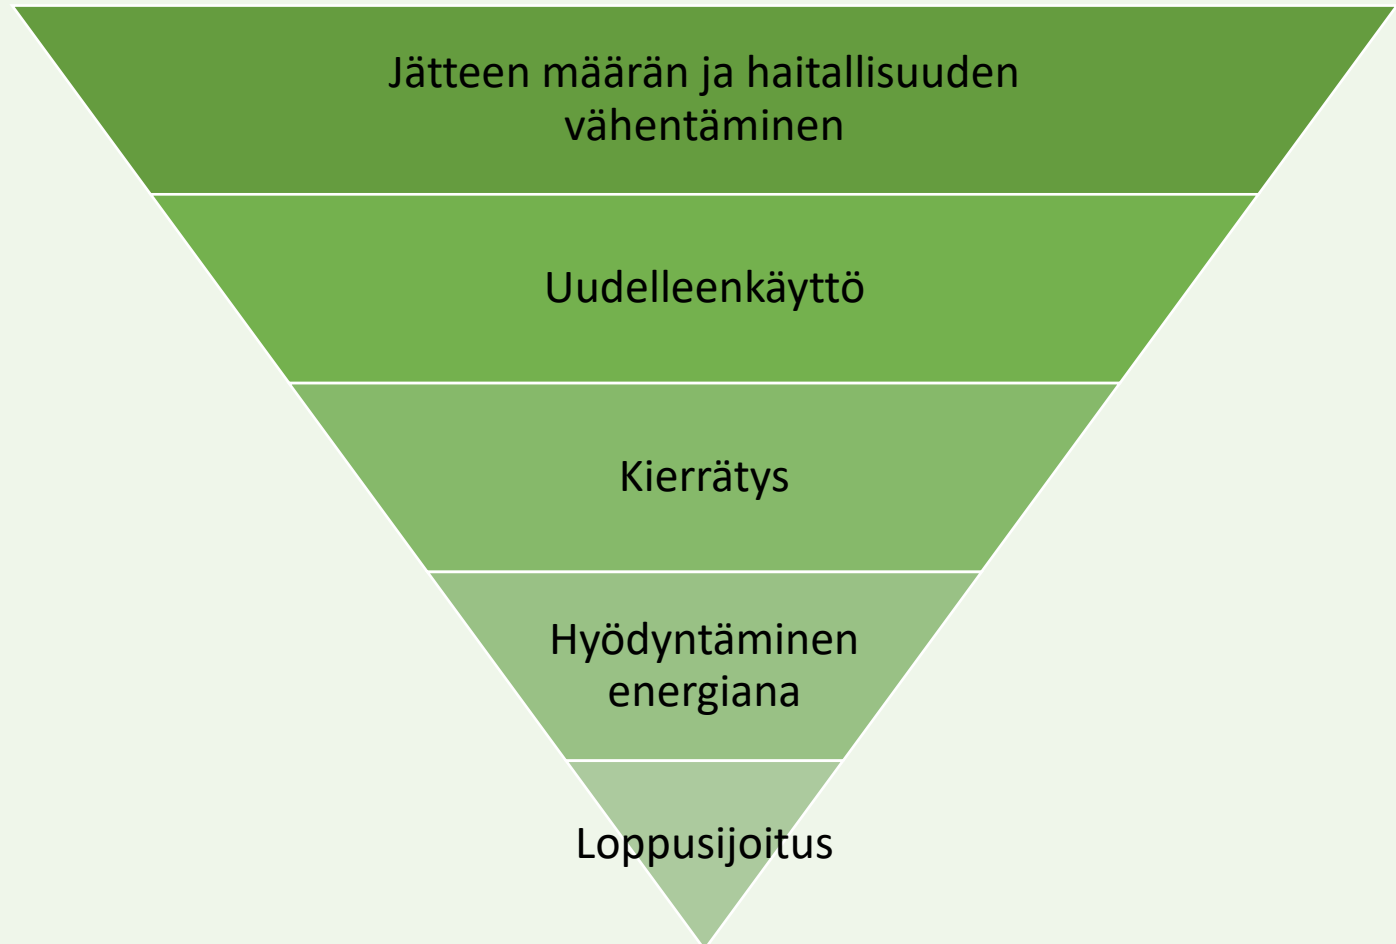 Jätteen määrän ja haitallisuuden
vähentäminen
Uudelleenkäyttö
Kierrätys
Hyödyntäminen
energiana
Loppusijoitus